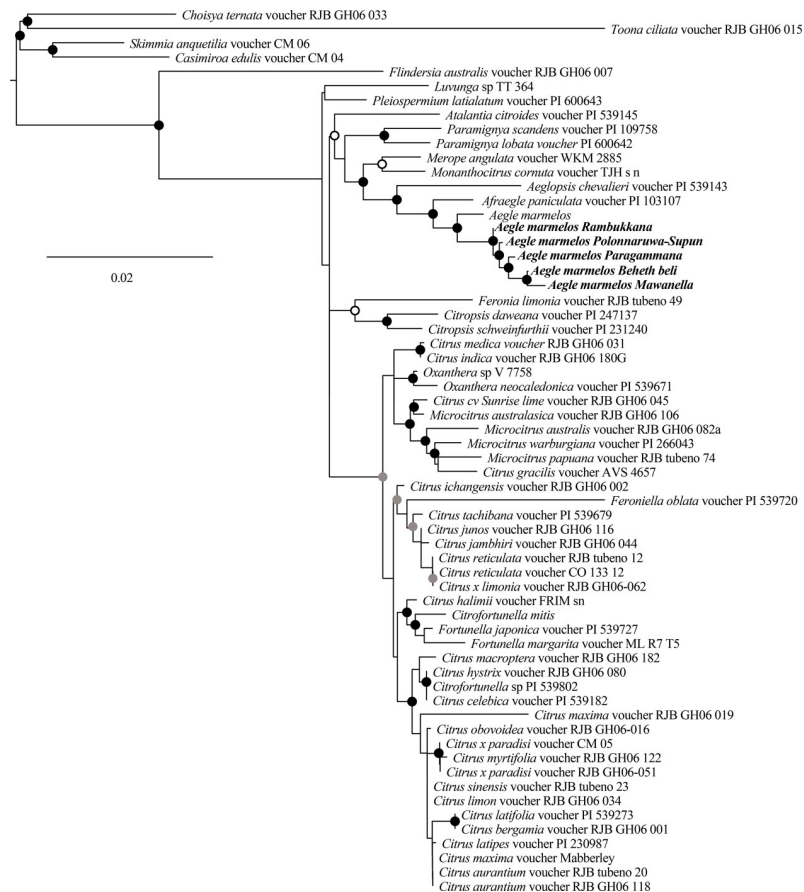 Choisya ternata voucher RJB GH06 033
Toona ciliata voucher RJB GH06 015
Skimmia anquetilia voucher CM 06
Casimiroa edulis voucher CM 04
Flindersia australis voucher RJB GH06 007
Luvunga sp TT 364
Pleiospermium latialatum voucher PI 600643
Atalantia citroides voucher PI 539145
Paramignya scandens voucher PI 109758
Paramignya lobata voucher PI 600642
Merope angulata voucher WKM 2885
Monanthocitrus cornuta voucher TJH s n
Aeglopsis chevalieri voucher PI 539143
Afraegle paniculata voucher PI 103107
Aegle marmelos
Aegle marmelos Rambukkana
Aegle marmelos Polonnaruwa-Supun
Aegle marmelos Paragammana
Aegle marmelos Beheth beli
Aegle marmelos Mawanella
0.02
Feronia limonia voucher RJB tubeno 49
Citropsis daweana voucher PI 247137
Citropsis schweinfurthii voucher PI 231240
Citrus medica voucher RJB GH06 031
Citrus indica voucher RJB GH06 180G
Oxanthera sp V 7758
Oxanthera neocaledonica voucher PI 539671
Citrus cv Sunrise lime voucher RJB GH06 045
Microcitrus australasica voucher RJB GH06 106
Microcitrus australis voucher RJB GH06 082a
Microcitrus warburgiana voucher PI 266043
Microcitrus papuana voucher RJB tubeno 74
Citrus gracilis voucher AVS 4657
Citrus ichangensis voucher RJB GH06 002
Feroniella oblata voucher PI 539720
Citrus tachibana voucher PI 539679
Citrus junos voucher RJB GH06 116
Citrus jambhiri voucher RJB GH06 044
Citrus reticulata voucher RJB tubeno 12
Citrus reticulata voucher CO 133 12
Citrus x limonia voucher RJB GH06-062
Citrus halimii voucher FRIM sn
Citrofortunella mitis
Fortunella japonica voucher PI 539727
Fortunella margarita voucher ML R7 T5
Citrus macroptera voucher RJB GH06 182
Citrus hystrix voucher RJB GH06 080
Citrofortunella sp PI 539802
Citrus celebica voucher PI 539182
Citrus maxima voucher RJB GH06 019
Citrus obovoidea voucher RJB GH06-016
Citrus x paradisi voucher CM 05
Citrus myrtifolia voucher RJB GH06 122
Citrus x paradisi voucher RJB GH06-051
Citrus sinensis voucher RJB tubeno 23
Citrus limon voucher RJB GH06 034
Citrus latifolia voucher PI 539273
Citrus bergamia voucher RJB GH06 001
Citrus latipes voucher PI 230987
Citrus maxima voucher Mabberley
Citrus aurantium voucher RJB tubeno 20
Citrus aurantium voucher RJB GH06 118